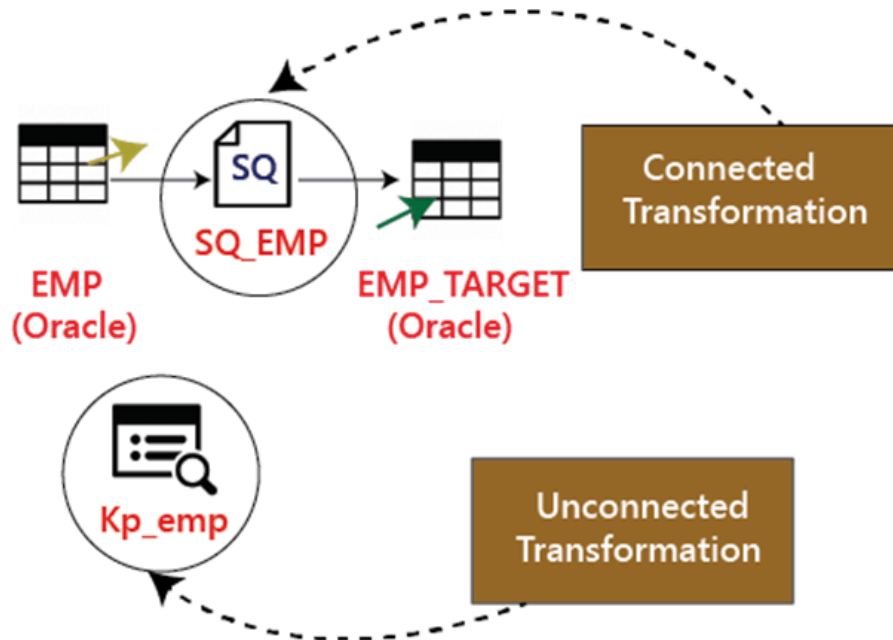 Connected
Transformation
SQ
SQ_EMP
EMP
(Oracle)
EMP_TARGET
(Oracle)
Kp_emp
Unconnected
Transformation